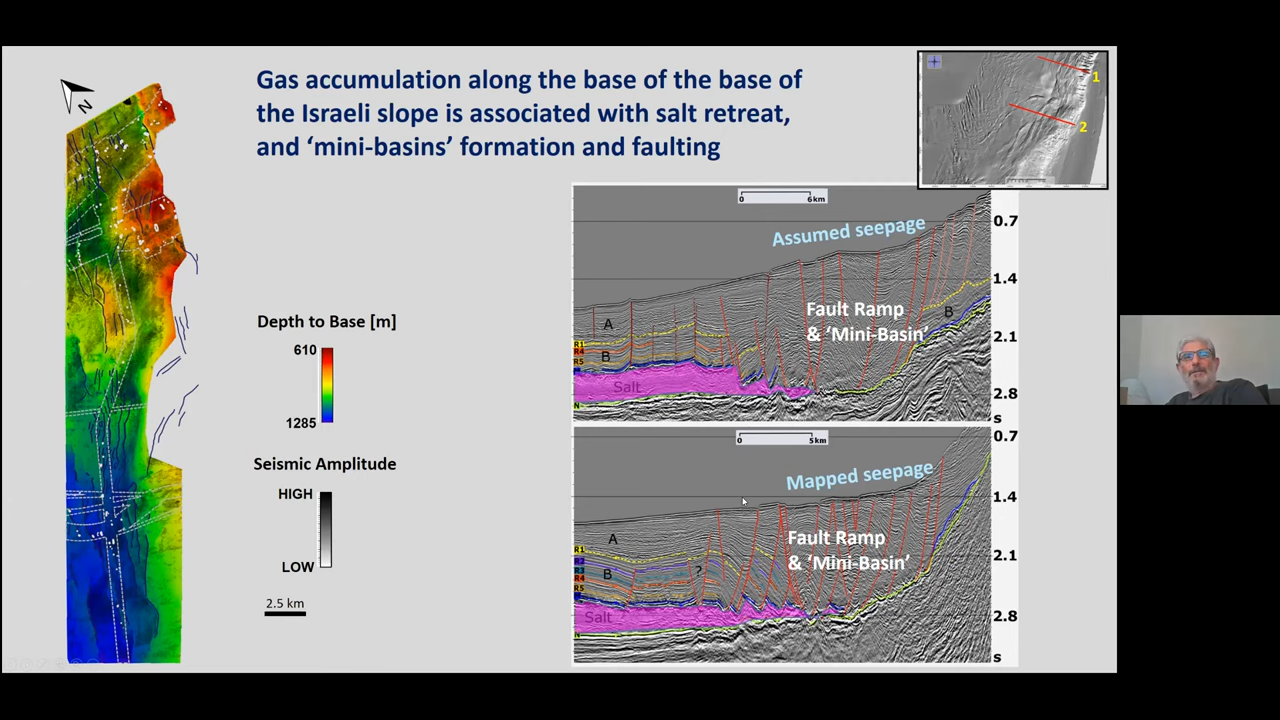 Gas accumulation along the base of the base of
the Israeli slope is associated with salt retreat,
and ‘mini-basins’ formation and faulting
N
Depth to Base [m]
610
1285
Seismic Amplitude
HIGH
LOW
2.5 km
1
2
0 6km
Assumed seepage
Fault Ramp
& ‘Mini-Basin’
A
B
B
R1
R4
R5
Salt
N
0.7
1.4
2.1
2.8
s
0 5km
Mapped seepage
Fault Ramp
& ‘Mini-Basin’
A
B
?
R1
R2
R3
R4
R5
Salt
N
0.7
1.4
2.1
2.8
s